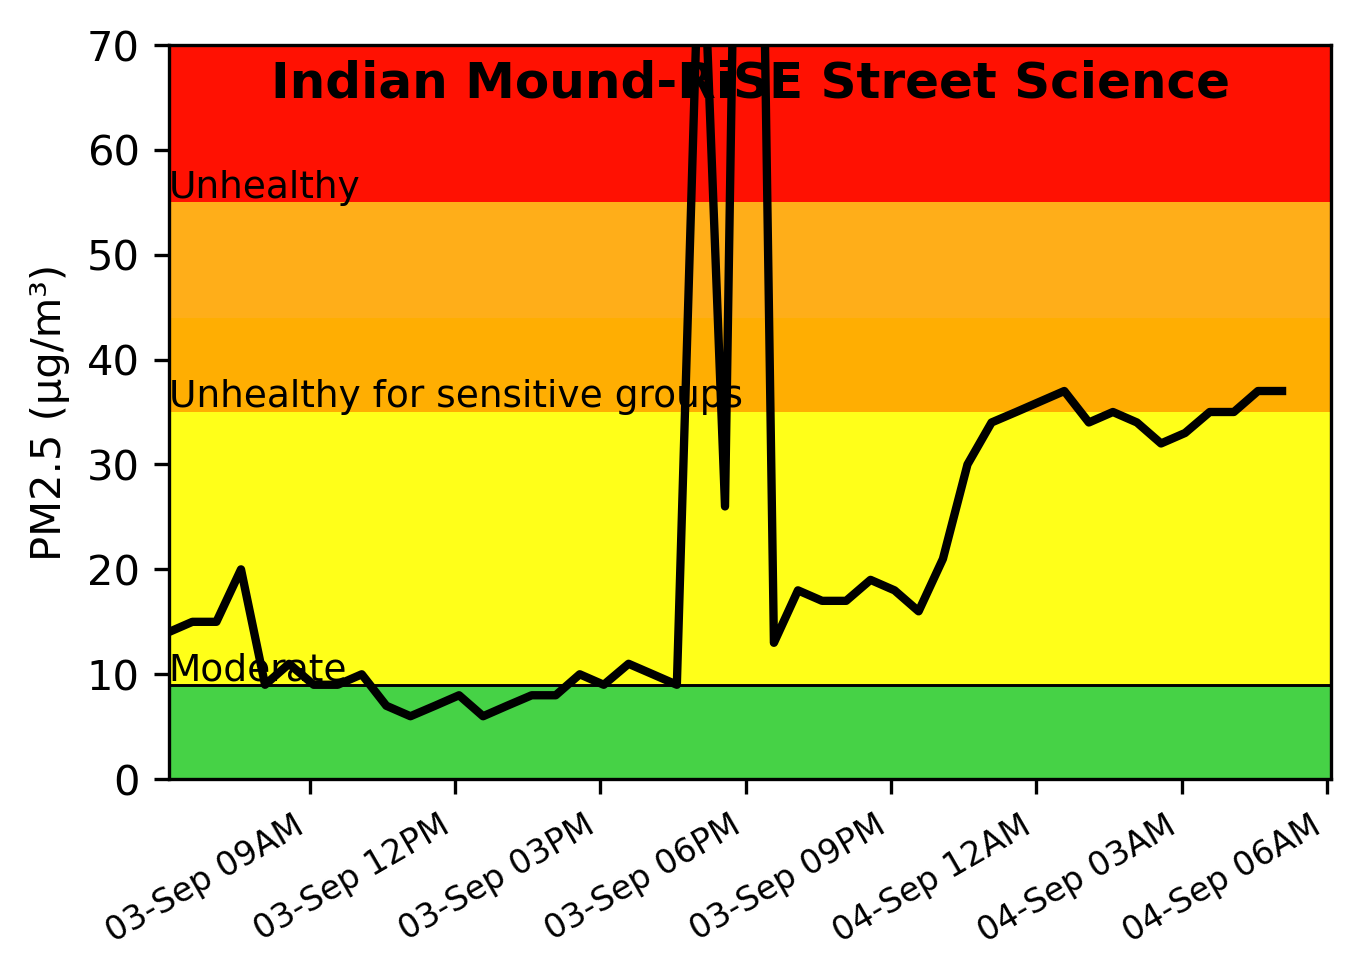 Indian Mound-RiSE Street Science
PM2.5 (µg/m³)
70
60
Unhealthy
50
40
Unhealthy for sensitive groups
30
20
Moderate
10
0
03-Sep 09AM
03-Sep 12PM
03-Sep 03PM
03-Sep 06PM
03-Sep 09PM
04-Sep 12AM
04-Sep 03AM
04-Sep 06AM